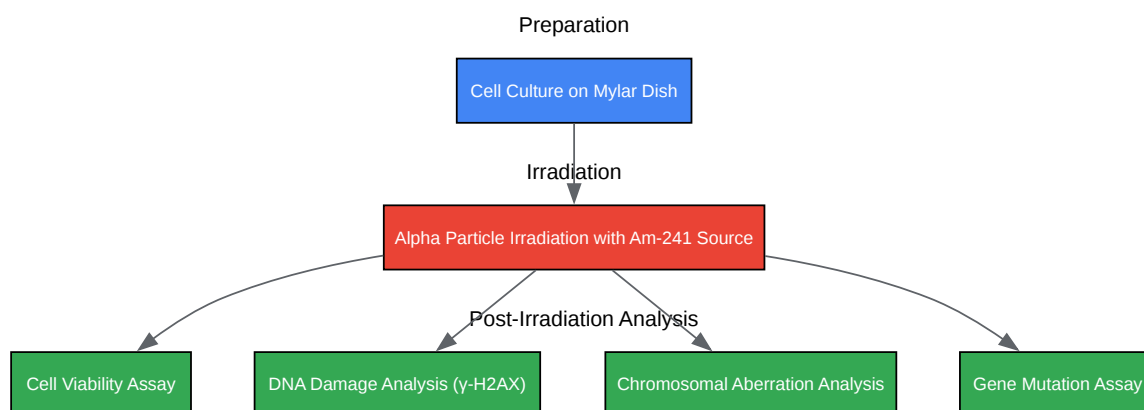 Preparation
Cell Culture on Mylar Dish
Irradiation
Alpha Particle Irradiation with Am-241 Source
Post-Irradiation Analysis
Cell Viability Assay
DNA Damage Analysis (γ-H2AX)
Chromosomal Aberration Analysis
Gene Mutation Assay